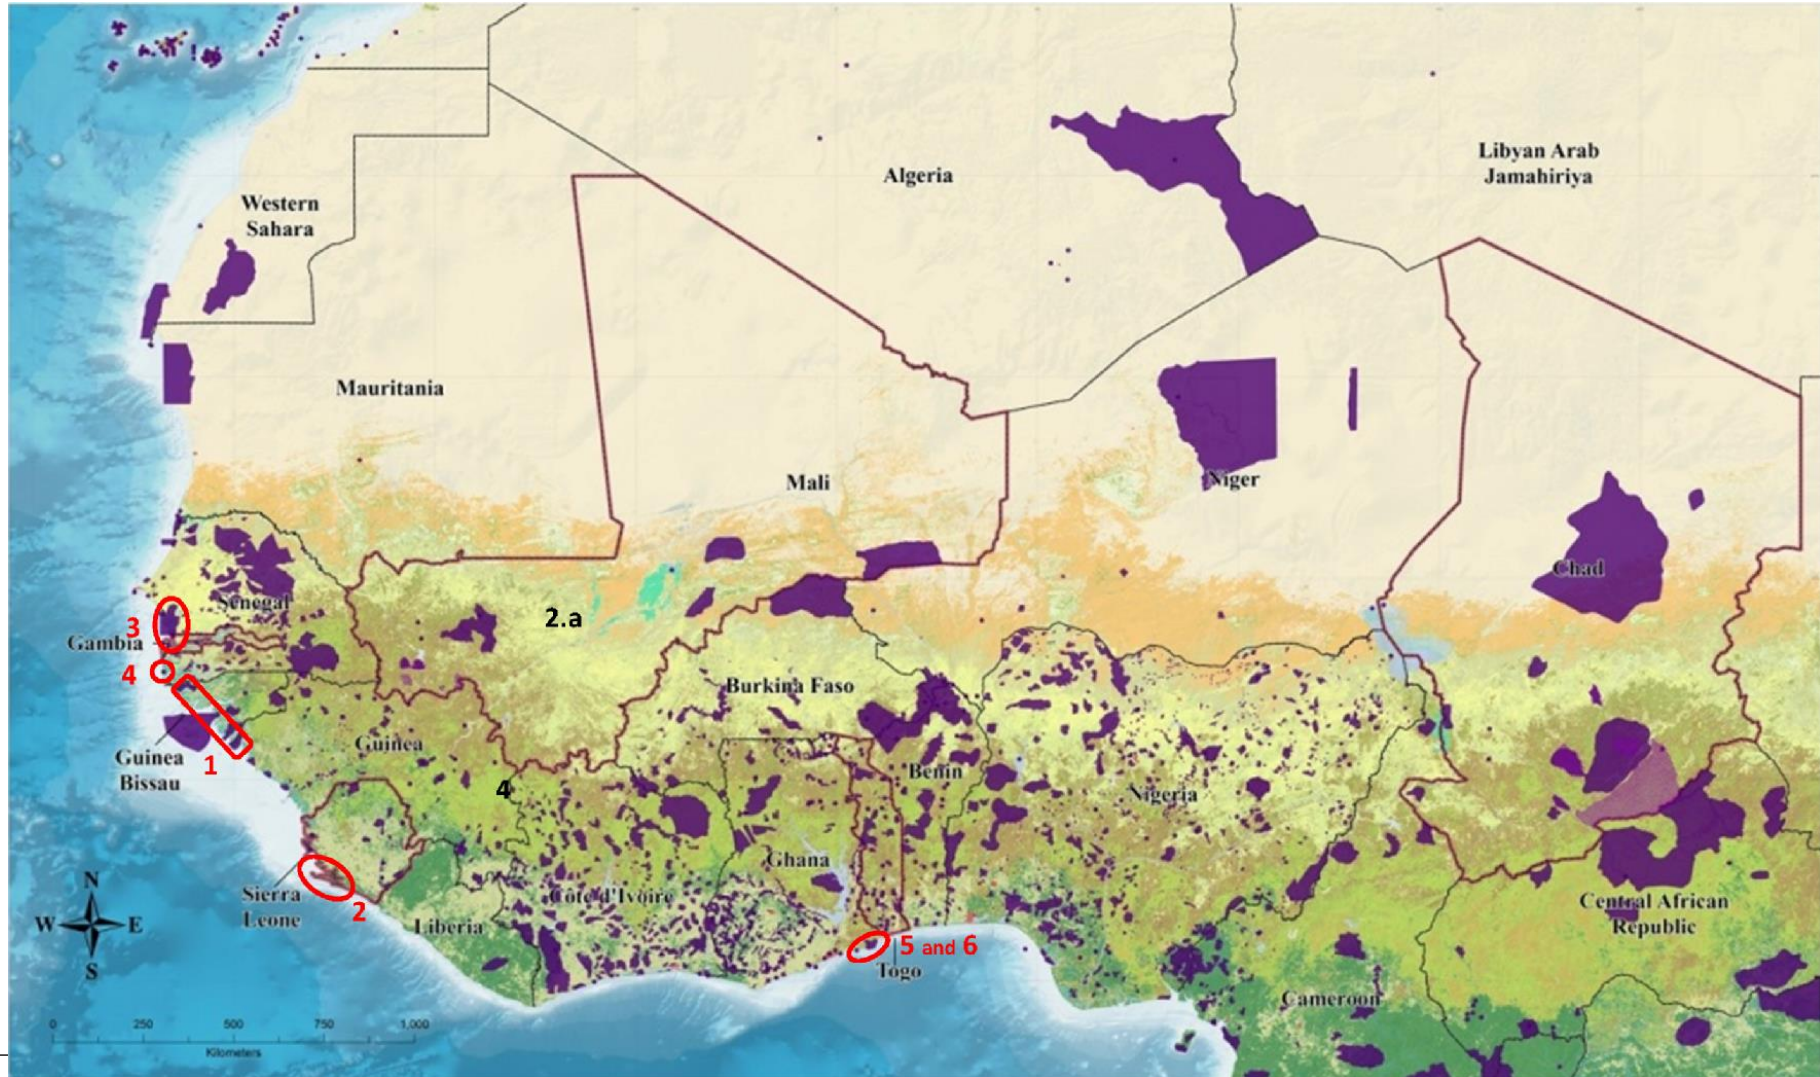 Libyan Arab
Jamahiriya
Algeria
Western
Sahara
Mauritania
Mali
Niger
Chad
Senegal
3
Gambia
2.a
4
Burkina Faso
Guinea
Bissau
1
Guinea
4
Benin
Nigeria
Ghana
Sierra
Leone
2
Côte d'Ivoire
Liberia
Central African
Republic
5 and 6
Togo
Cameroon
N
W
E
S
0 250 500 750 1,000
Kilometers